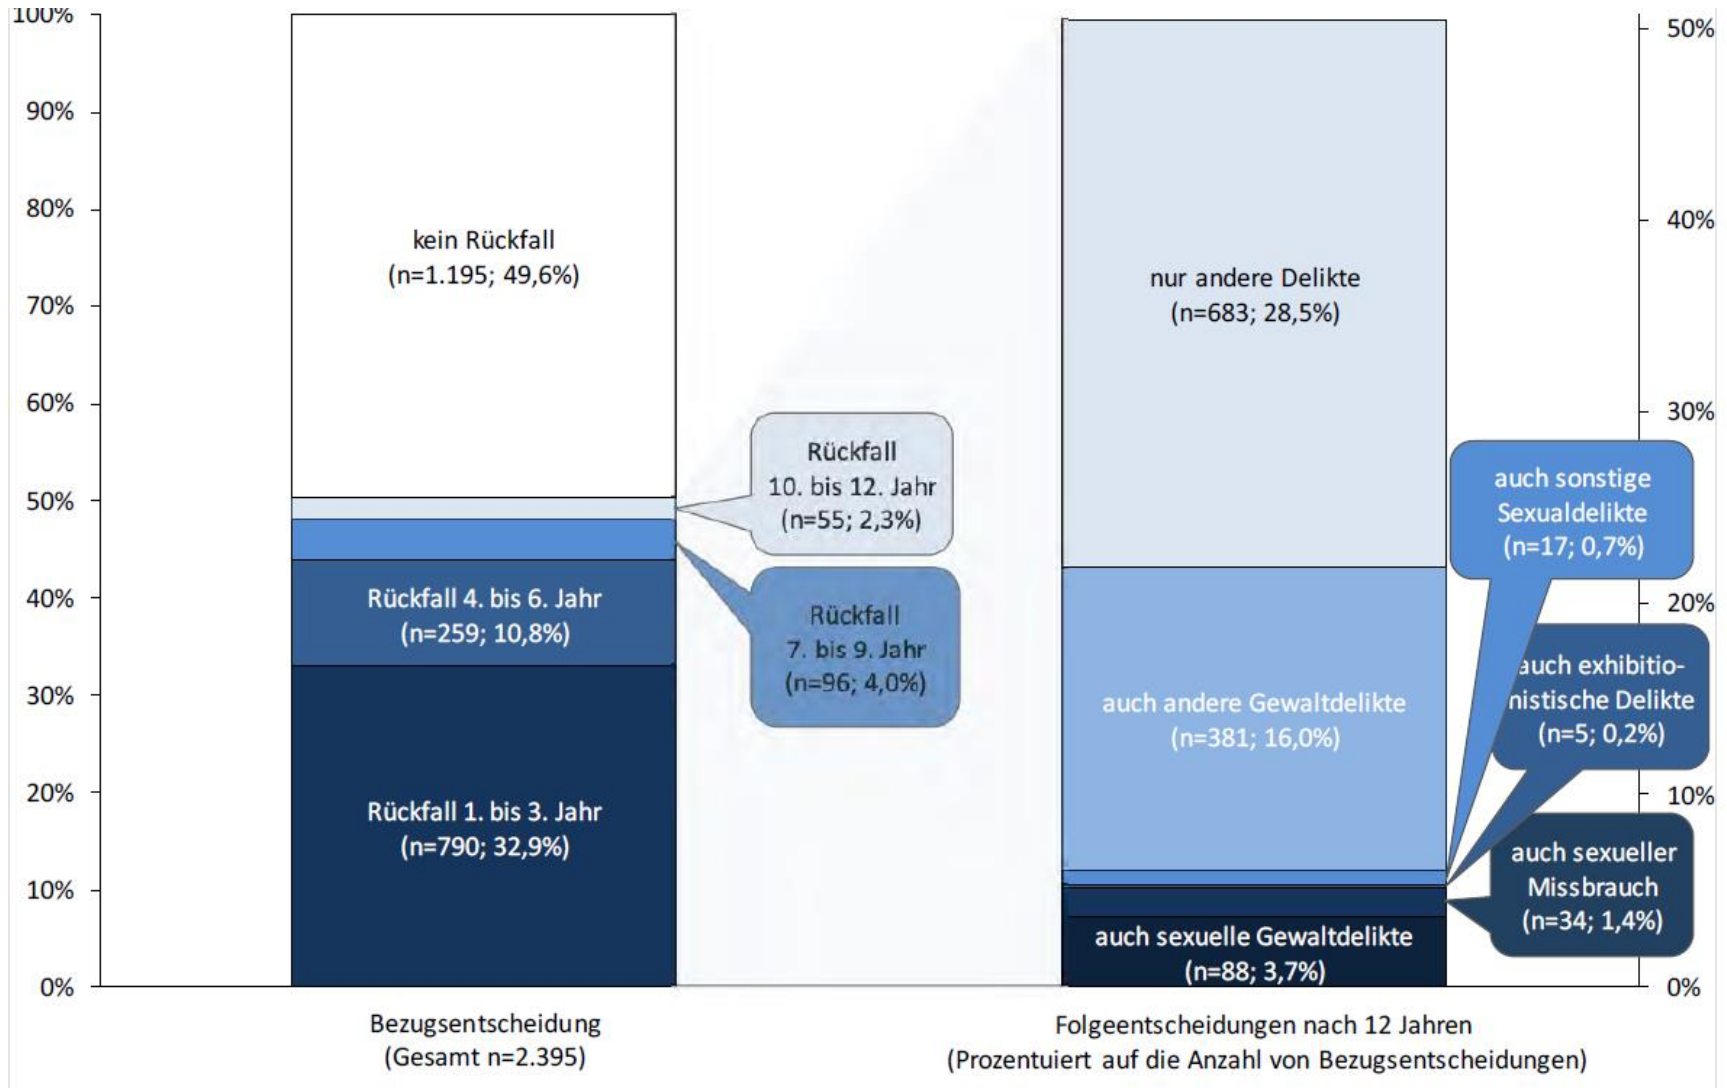 100%
90%
80%
70%
60%
50%
40%
30%
20%
10%
0%
kein Rückfall
(n=1.195; 49,6%)
Rückfall 4. bis 6. Jahr
(n=259; 10,8%)
Rückfall 1. bis 3. Jahr
(n=790; 32,9%)
Rückfall
10. bis 12. Jahr
(n=55; 2,3%)
Rückfall
7. bis 9. Jahr
(n=96; 4,0%)
nur andere Delikte
(n=683; 28,5%)
auch andere Gewaltdelikte
(n=381; 16,0%)
auch sexuelle Gewaltdelikte
(n=88; 3,7%)
auch sonstige
Sexualdelikte
(n=17; 0,7%)
auch exhibitio-
nistische Delikte
(n=5; 0,2%)
auch sexueller
Missbrauch
(n=34; 1,4%)
50%
40%
30%
20%
10%
0%
Bezugsentscheidung
(Gesamt n=2.395)
Folgeentscheidungen nach 12 Jahren
(Prozentuiert auf die Anzahl von Bezugsentscheidungen)